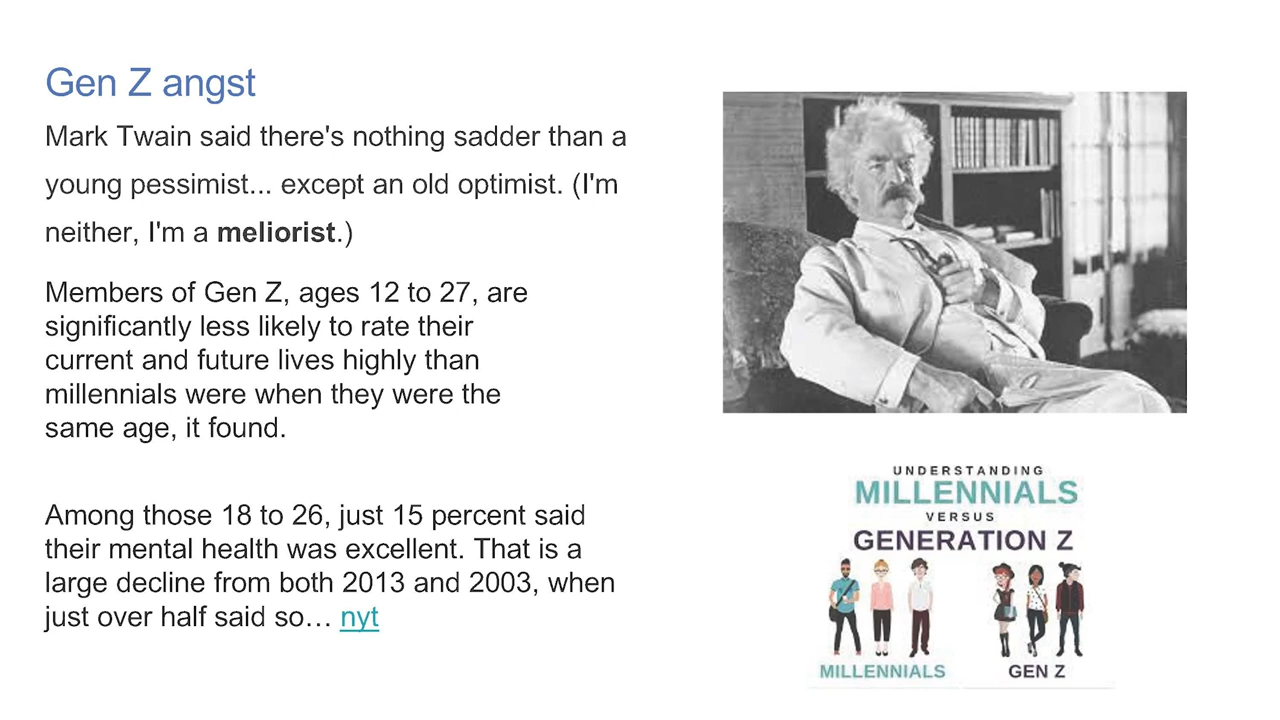 Gen Z angst
Mark Twain said there's nothing sadder than a
young pessimist... except an old optimist. (I'm
neither, I'm a meliorist.)
Members of Gen Z, ages 12 to 27, are
significantly less likely to rate their
current and future lives highly than
millennials were when they were the
same age, it found.
Among those 18 to 26, just 15 percent said
their mental health was excellent. That is a
large decline from both 2013 and 2003, when
just over half said so… nyt
UNDERSTANDING
MILLENNIALS
VERSUS
GENERATION Z
MILLENNIALS
GEN Z